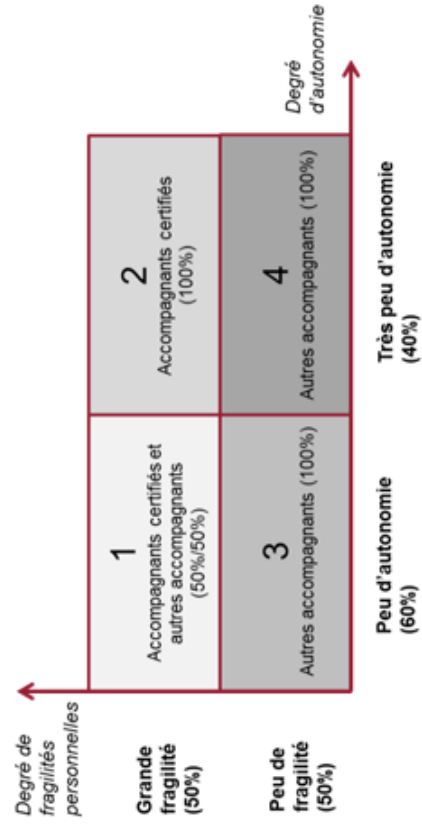 Degré de
fragilités
personnelles
Grande
fragilité
(50%)
1
Accompagnants certifiés et
autres accompagnants
(50%/50%)
2
Accompagnants certifiés
(100%)
Peu de
fragilité
(50%)
3
Autres accompagnants (100%)
4
Autres accompagnants (100%)
Degré
d'autonomie
Peu d'autonomie
(60%)
Très peu d'autonomie
(40%)